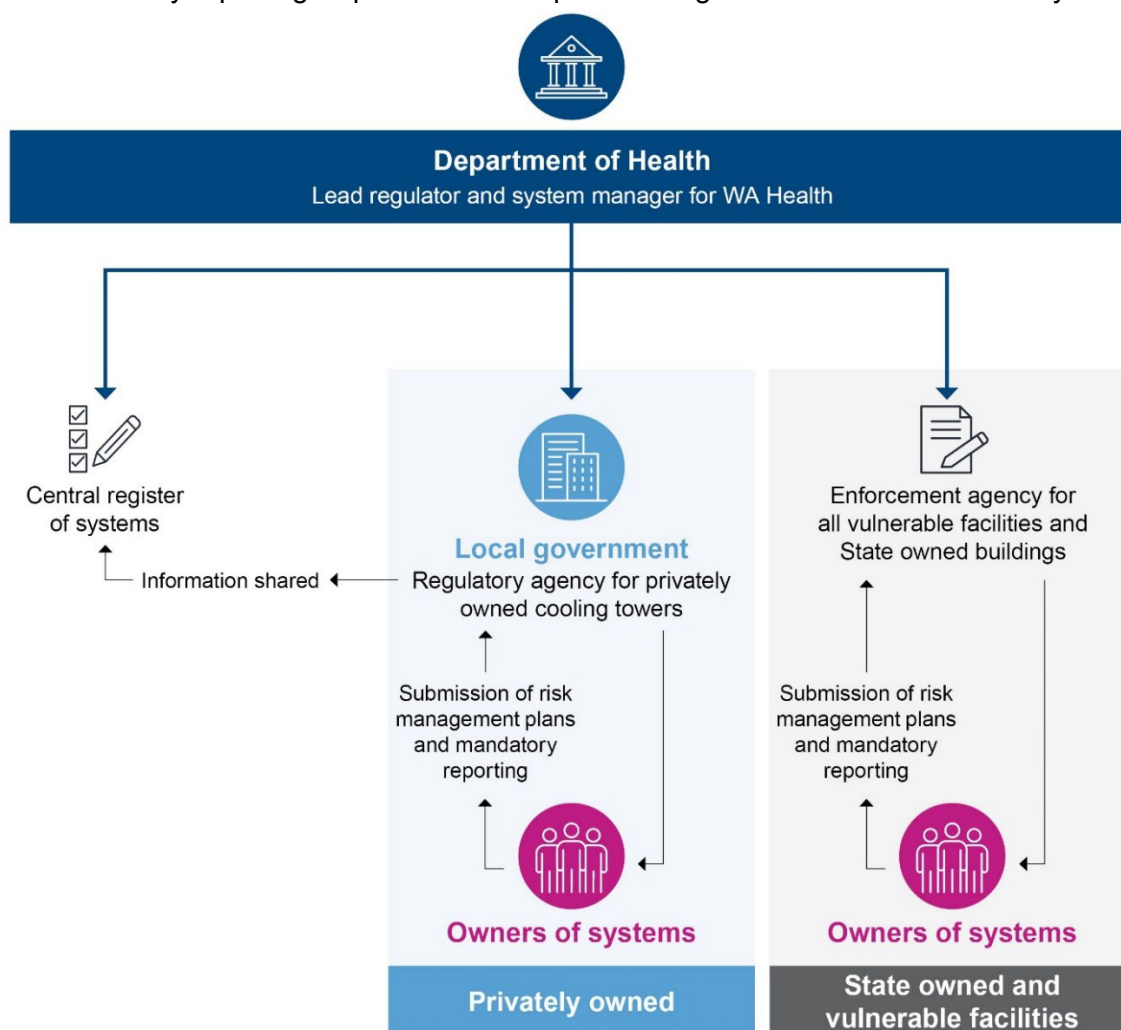 Department of Health
Lead regulator and system manager for WA Health
Central register
of systems
Information shared
Local government
Regulatory agency for privately
owned cooling towers
Submission of risk
management plans
and mandatory
reporting
Owners of systems
Privately owned
Enforcement agency for
all vulnerable facilities and
State owned buildings
Submission of risk
management plans
and mandatory
reporting
Owners of systems
State owned and
vulnerable facilities